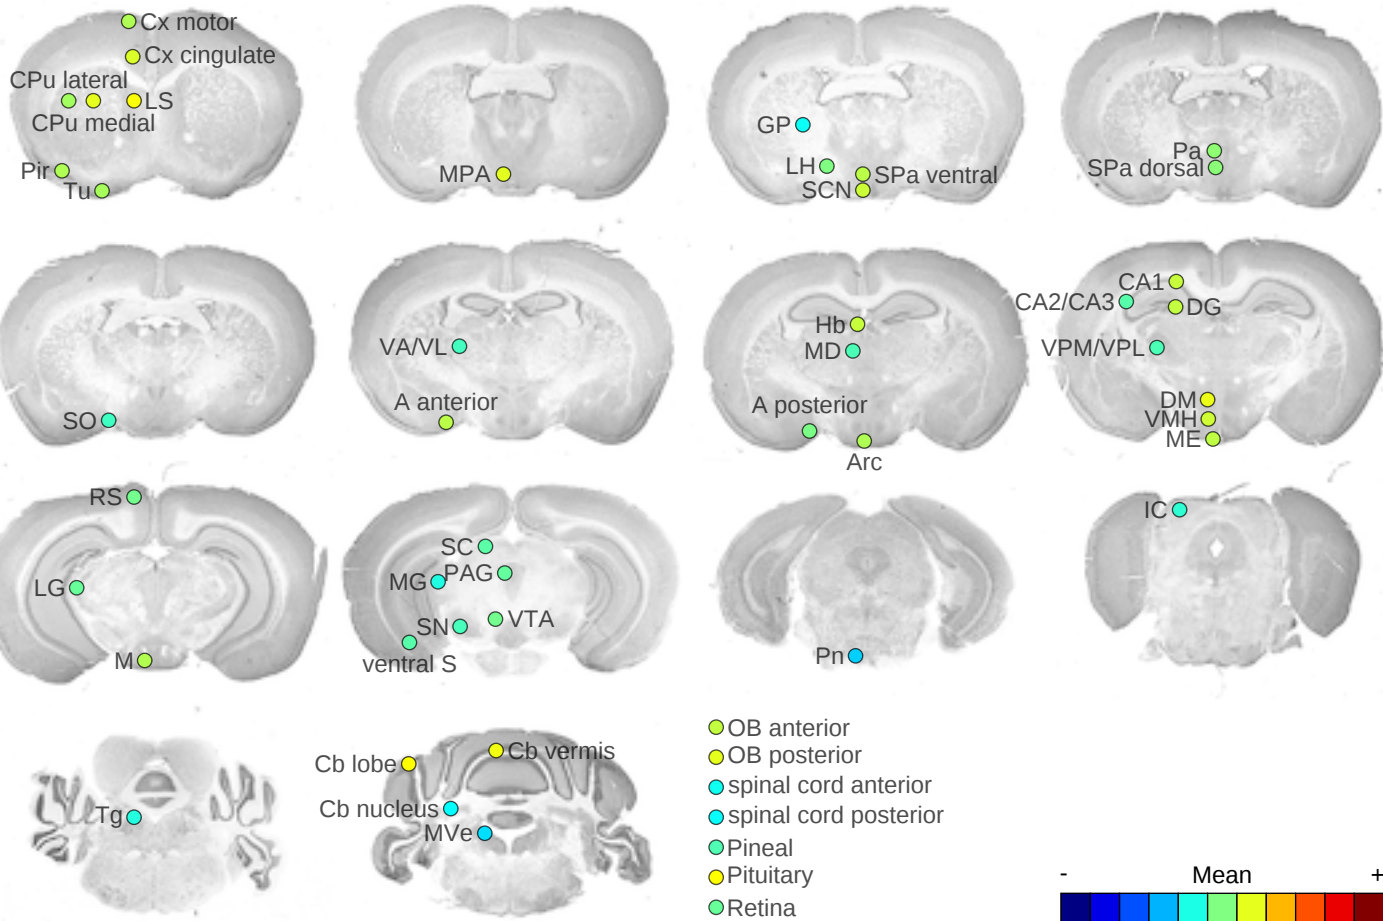 Cx motor
Cx cingulate
CPu lateral
LS
CPu medial
Pir
Tu
MPA
GP
LH
SPa ventral
SCN
Pa
SPa dorsal
SO
VA/VL
A anterior
Hb
MD
A posterior
Arc
CA1
CA2/CA3
DG
VPM/VPL
DM
VMH
ME
RS
LG
M
SC
MG
PAG
SN
VTA
ventral S
Pn
IC
Tg
Cb lobe
Cb vermis
Cb nucleus
MVe
OB anterior
OB posterior
spinal cord anterior
spinal cord posterior
Pineal
Pituitary
Retina
- Mean +